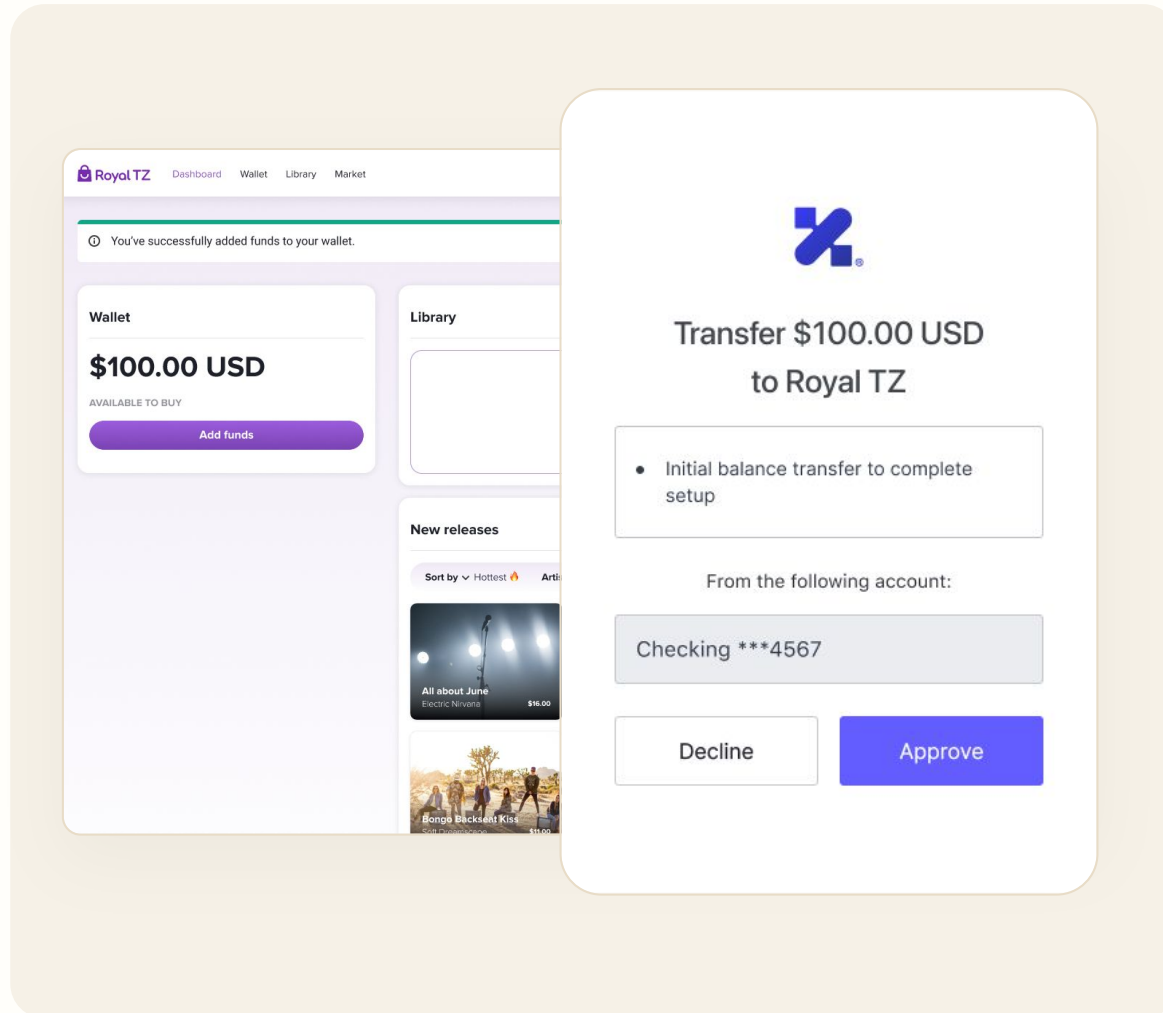 Royal TZ
Dashboard Wallet Library Market
You've successfully added funds to your wallet.
Wallet
$100.00 USD
AVAILABLE TO BUY
Add funds
Library
New releases
Sort by Hottest
All about June
Electric Nirvana $16.00
Bongo Backseat Kiss
Transfer $100.00 USD
to Royal TZ
• Initial balance transfer to complete
setup
From the following account:
Checking ***4567
Decline Approve